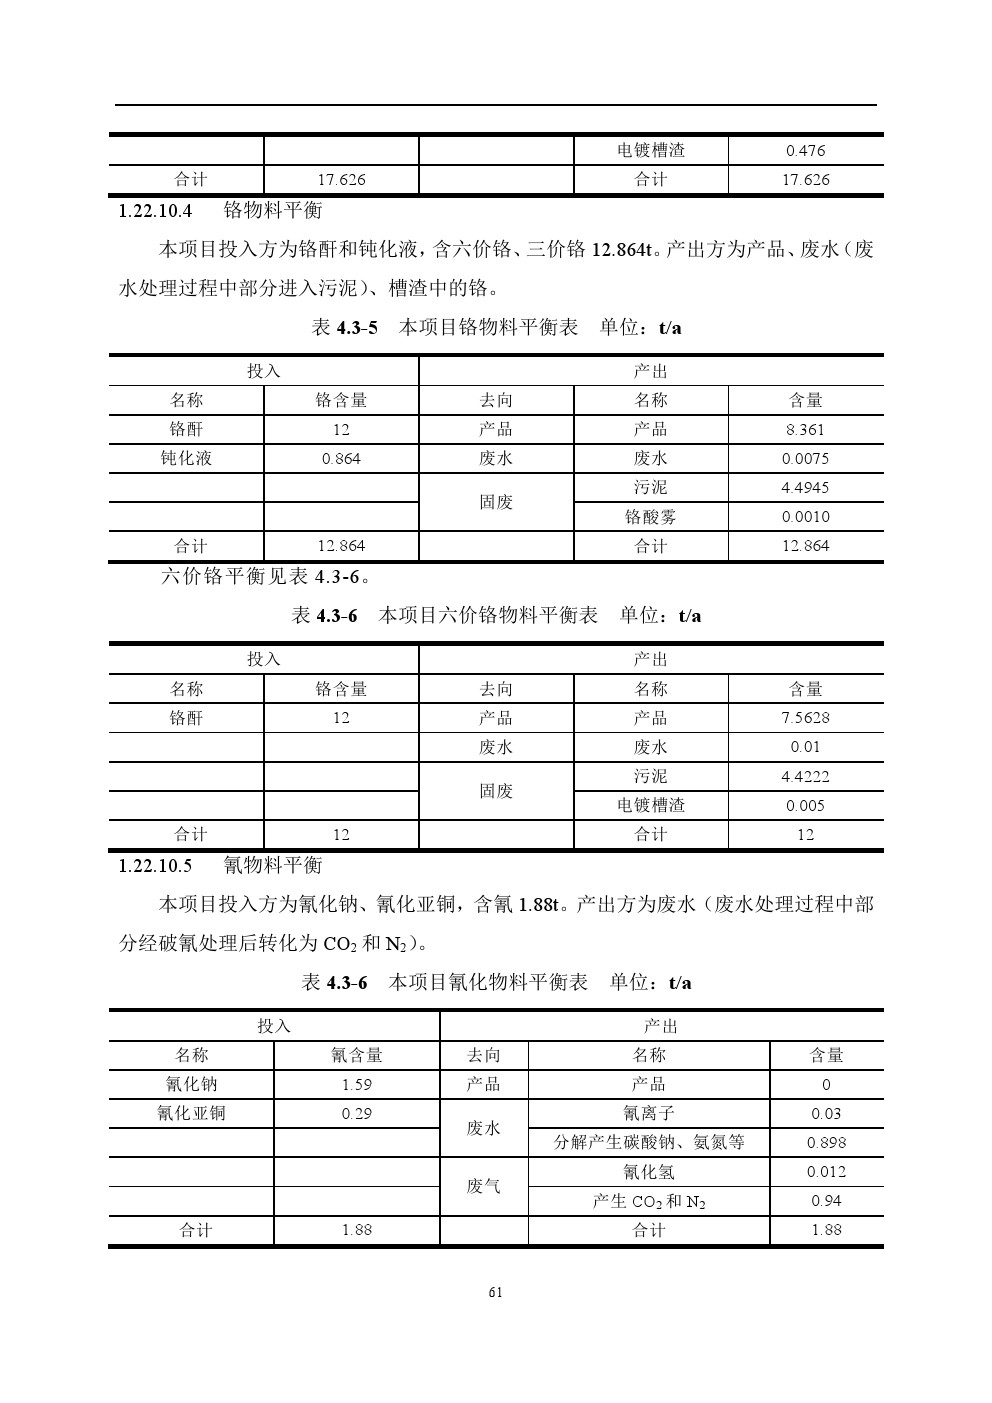 电镀槽渣 0.476
合计 17.626 合计 17.626
1.22.10.4 铬物料平衡
本项目投入方为铬酐和钝化液，含六价铬、三价铬 12.864t。产出方为产品、废水（废
水处理过程中部分进入污泥）、槽渣中的铬。
表 4.3-5 本项目铬物料平衡表 单位：t/a
投入 产出
名称 铬含量 去向 名称 含量
铬酐 12 产品 产品 8.361
钝化液 0.864 废水 废水 0.0075
固废 污泥 4.4945
铬酸雾 0.0010
合计 12.864 合计 12.864
六价铬平衡见表 4.3-6。
表 4.3-6 本项目六价铬物料平衡表 单位：t/a
投入 产出
名称 铬含量 去向 名称 含量
铬酐 12 产品 产品 7.5628
废水 废水 0.01
固废 污泥 4.4222
电镀槽渣 0.005
合计 12 合计 12
1.22.10.5 氰物料平衡
本项目投入方为氰化钠、氰化亚铜，含氰 1.88t。产出方为废水（废水处理过程中部
分经破氰处理后转化为 CO₂ 和 N₂）。
表 4.3-6 本项目氰化物料平衡表 单位：t/a
投入 产出
名称 氰含量 去向 名称 含量
氰化钠 1.59 产品 产品 0
氰化亚铜 0.29 废水 氰离子 0.03
分解产生碳酸钠、氨氮等 0.898
废气 氰化氢 0.012
产生 CO₂ 和 N₂ 0.94
合计 1.88 合计 1.88
61